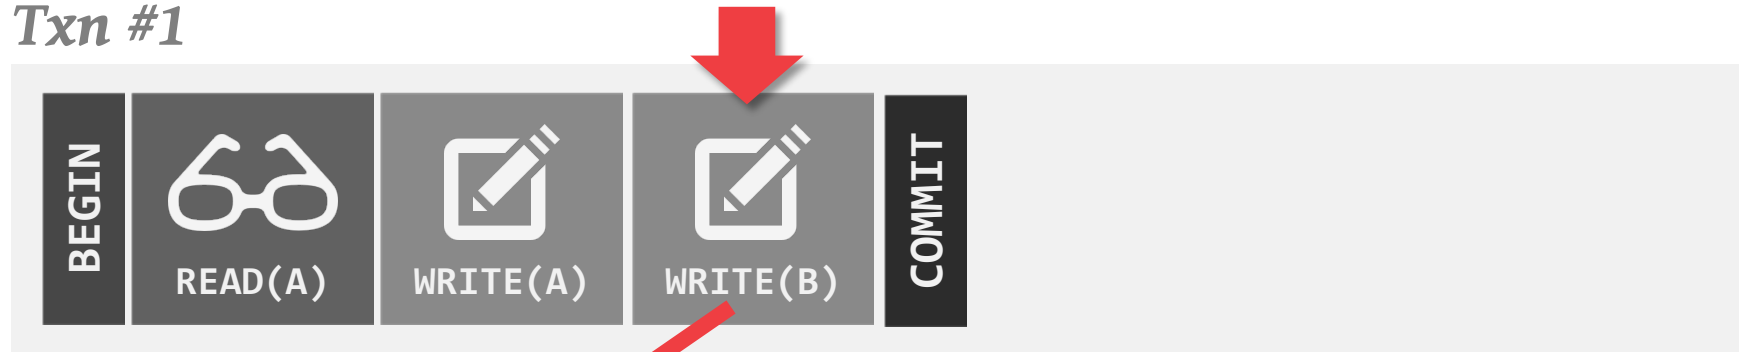 Txn #1
BEGIN
READ(A)
WRITE(A)
WRITE(B)
COMMIT